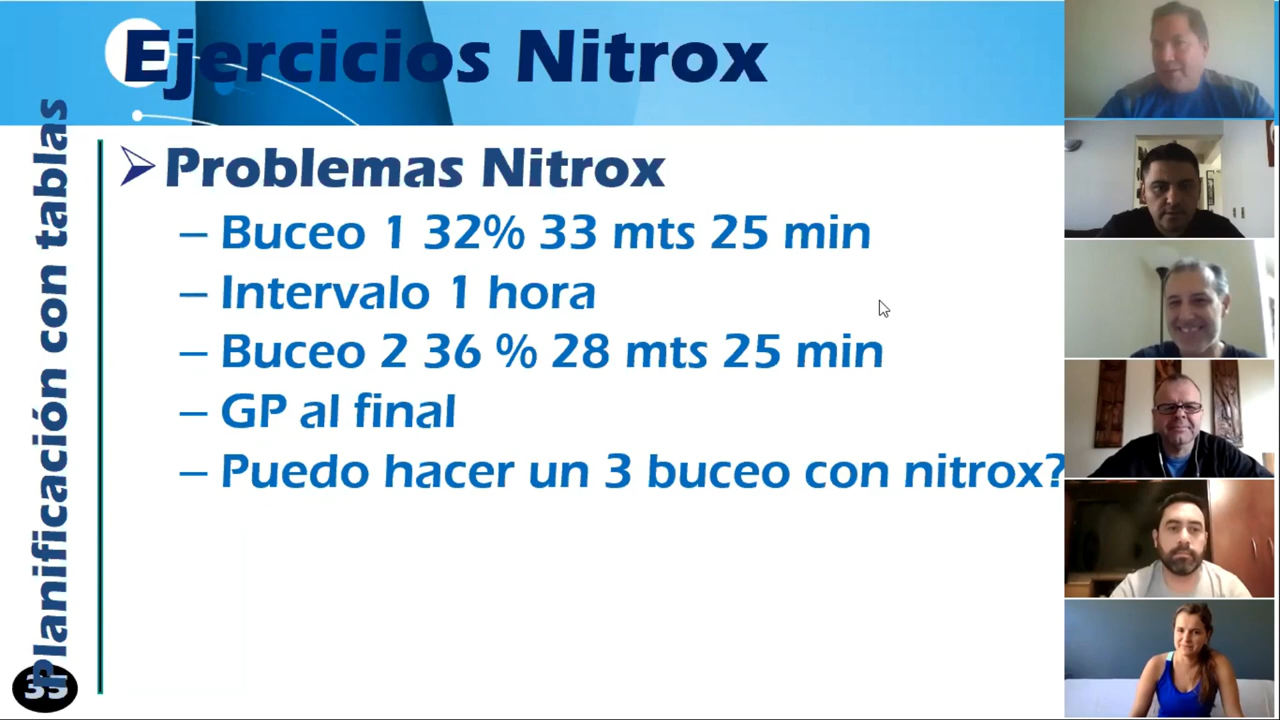 Ejercicios Nitrox
Planificación con tablas
Problemas Nitrox
– Buceo 1 32% 33 mts 25 min
– Intervalo 1 hora
– Buceo 2 36 % 28 mts 25 min
– GP al final
– Puedo hacer un 3 buceo con nitrox?
35